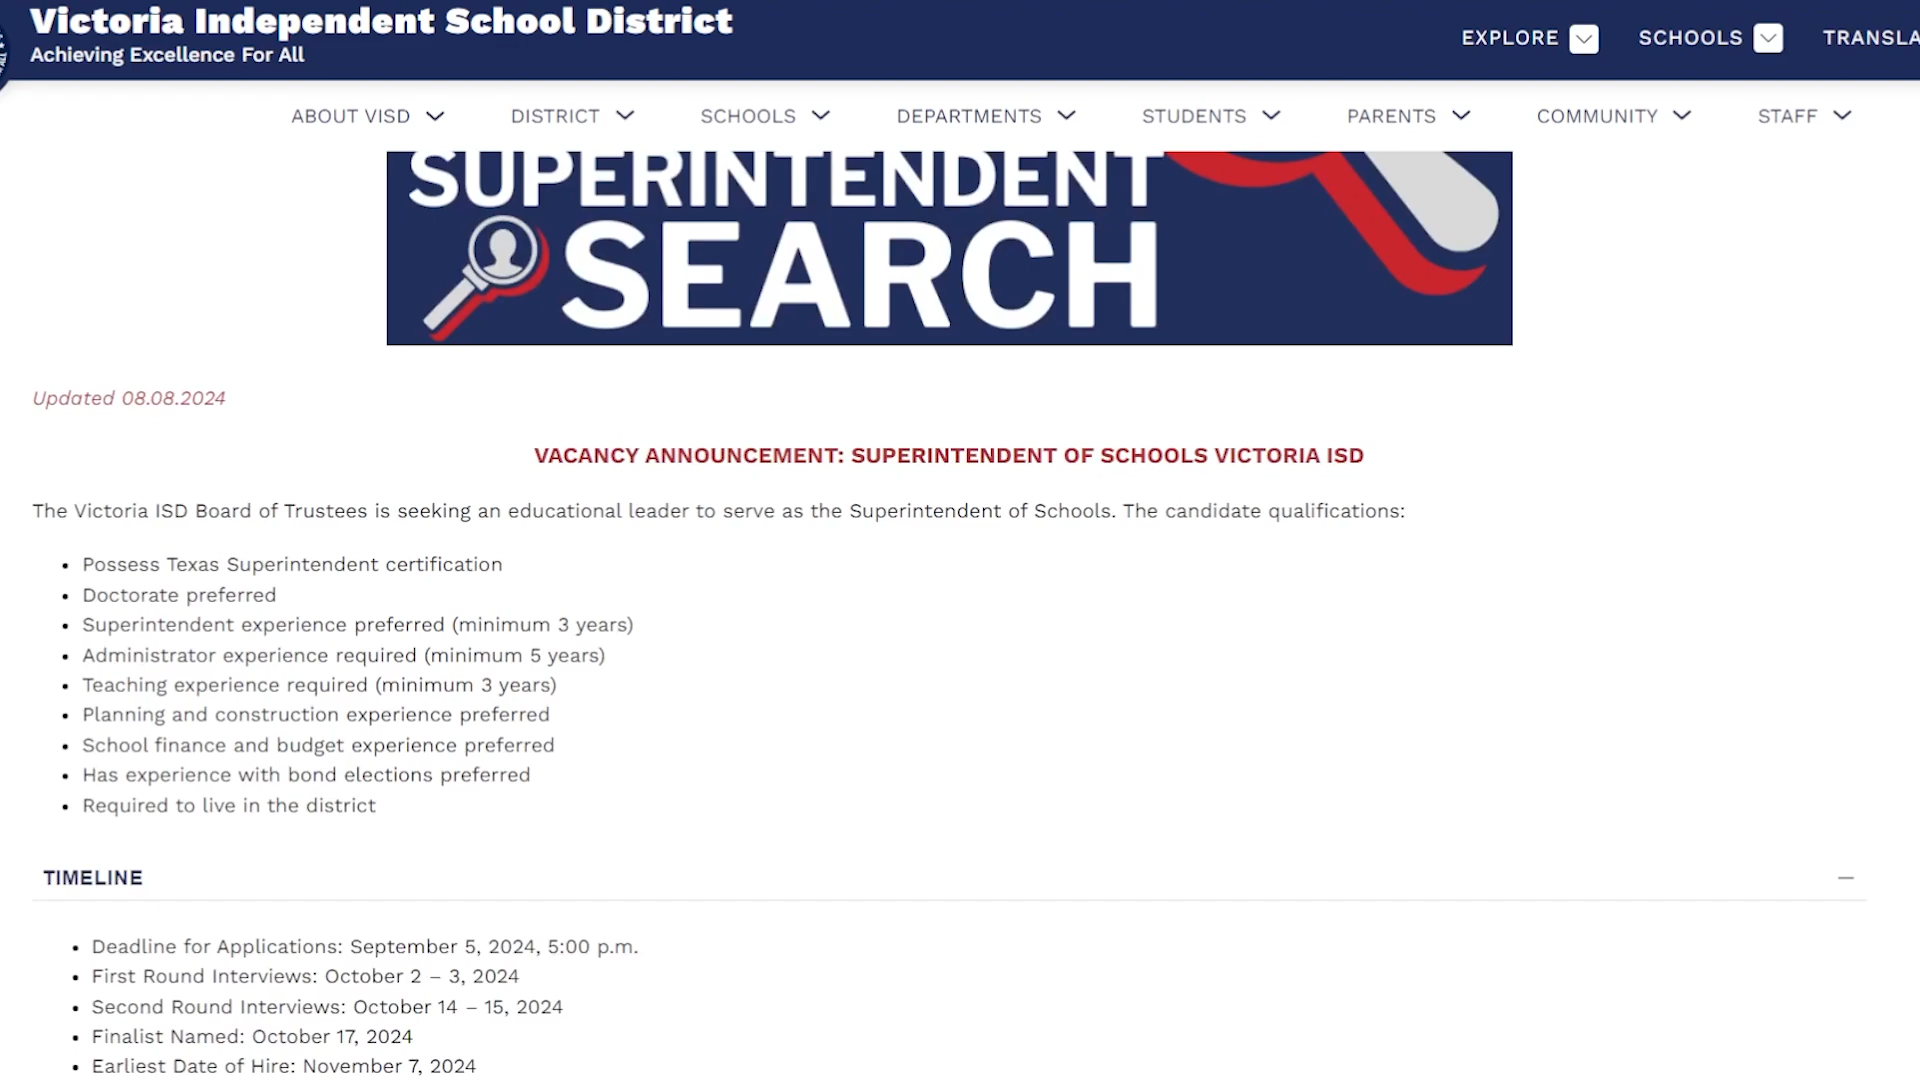 Victoria Independent School District
Achieving Excellence For All
EXPLORE
SCHOOLS
TRANSLA
ABOUT VISD
DISTRICT
SCHOOLS
DEPARTMENTS
STUDENTS
PARENTS
COMMUNITY
STAFF
SUPERINTENDENT
SEARCH
Updated 08.08.2024
VACANCY ANNOUNCEMENT: SUPERINTENDENT OF SCHOOLS VICTORIA ISD
The Victoria ISD Board of Trustees is seeking an educational leader to serve as the Superintendent of Schools. The candidate qualifications:
• Possess Texas Superintendent certification
• Doctorate preferred
• Superintendent experience preferred (minimum 3 years)
• Administrator experience required (minimum 5 years)
• Teaching experience required (minimum 3 years)
• Planning and construction experience preferred
• School finance and budget experience preferred
• Has experience with bond elections preferred
• Required to live in the district
TIMELINE
• Deadline for Applications: September 5, 2024, 5:00 p.m.
• First Round Interviews: October 2 – 3, 2024
• Second Round Interviews: October 14 – 15, 2024
• Finalist Named: October 17, 2024
• Earliest Date of Hire: November 7, 2024